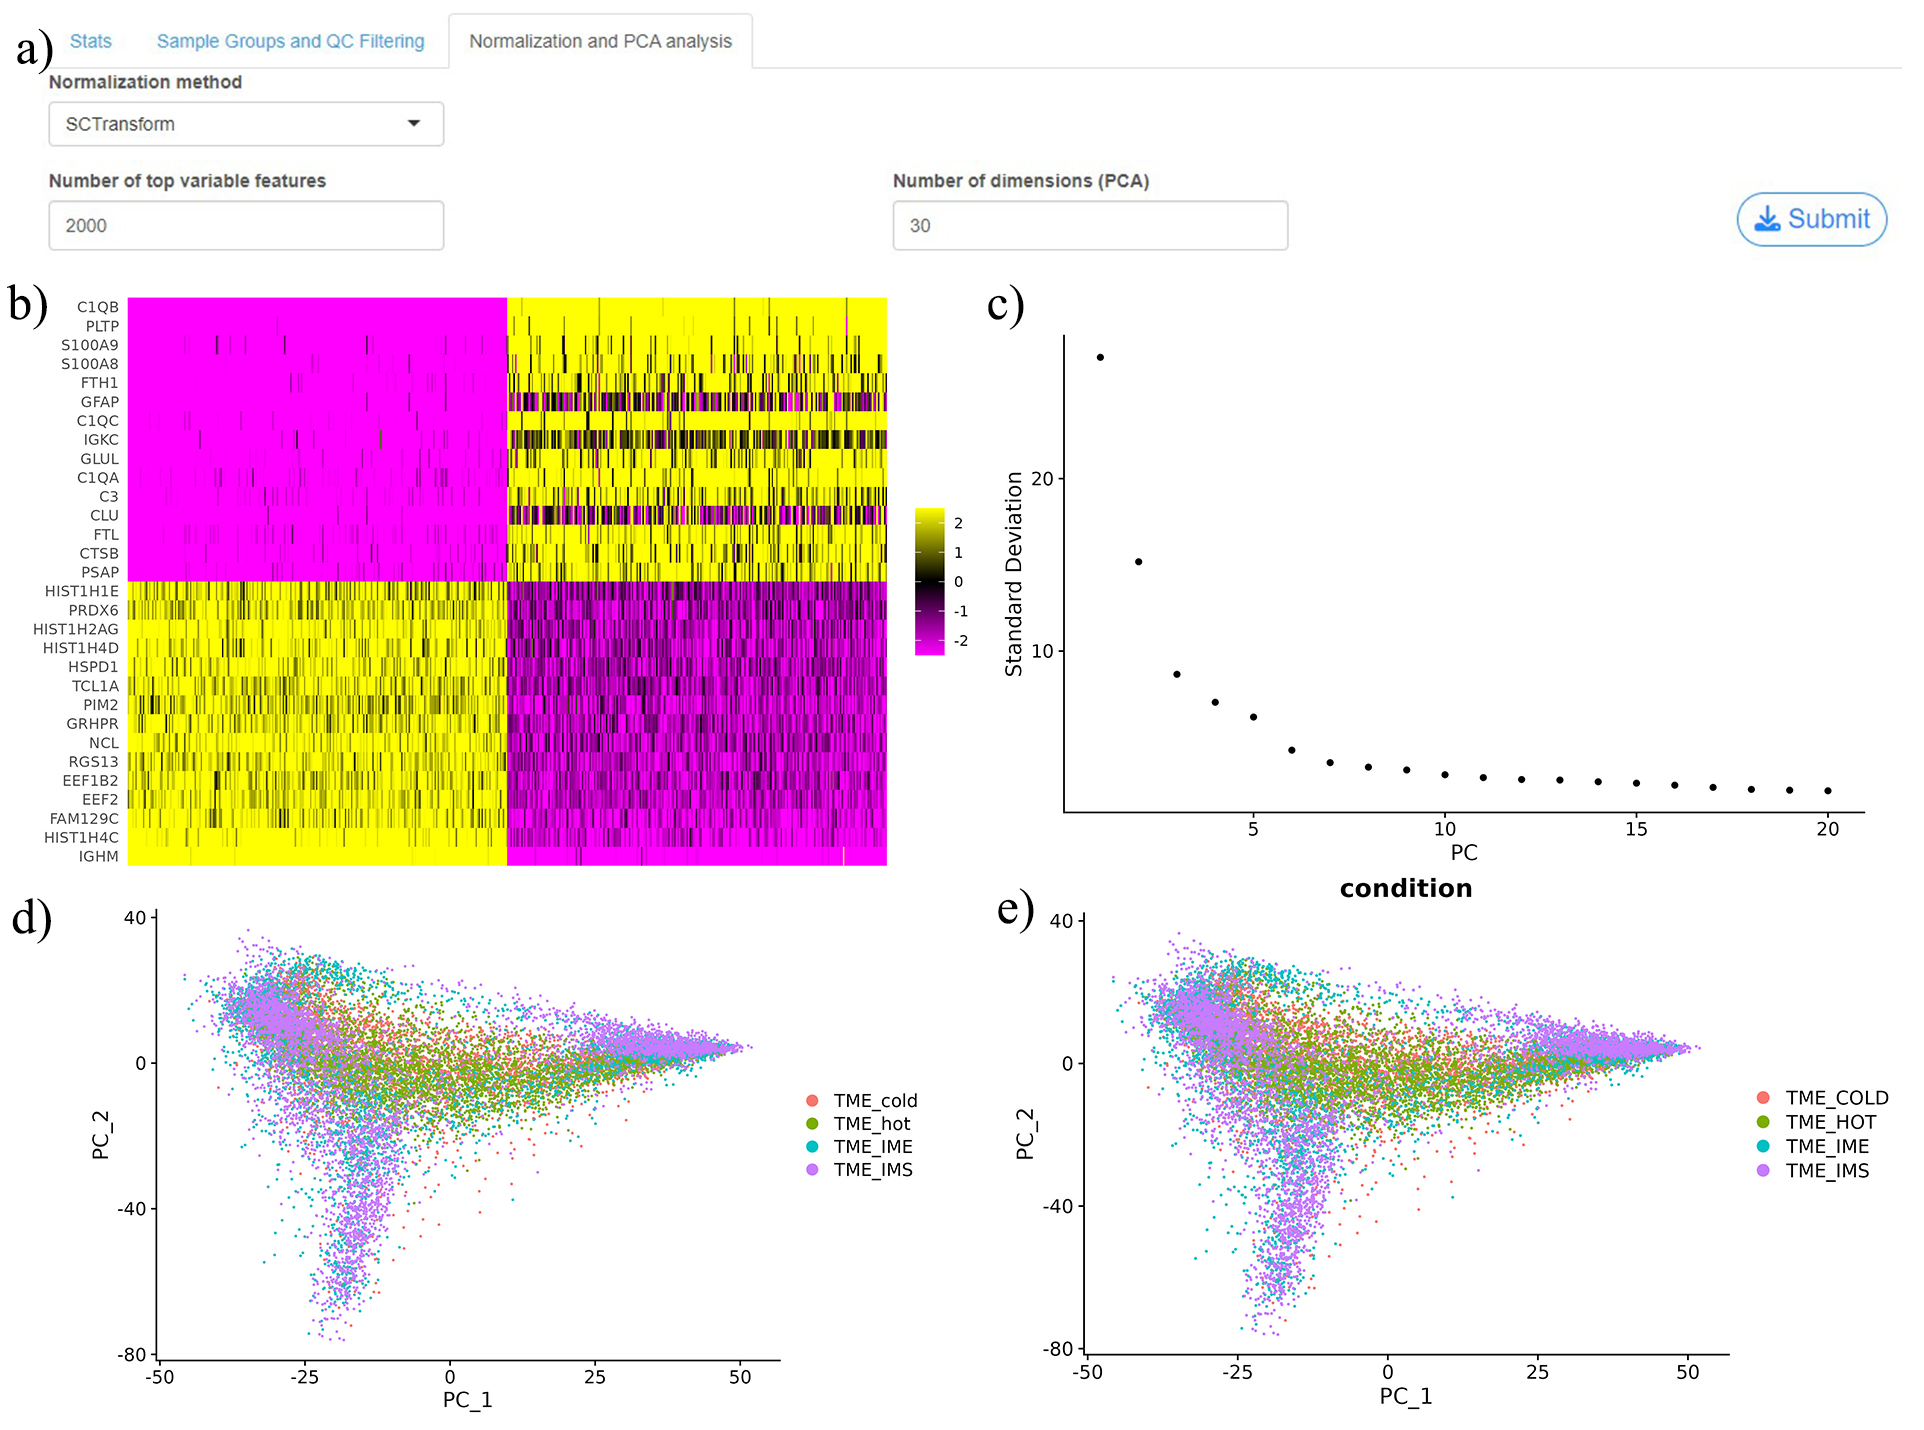 a)
Stats
Sample Groups and QC Filtering
Normalization and PCA analysis
Normalization method
SCTransform
Number of top variable features
Number of dimensions (PCA)
2000
30
Submit
b)
C1QB
PLTP
S100A9
S100A8
FTH1
GFAP
C1QC
IGKC
GLUL
C1QA
C3
CLU
FTL
CTSB
PSAP
HIST1H1E
PRDX6
HIST1H2AG
HIST1H4D
HSPD1
TCL1A
PIM2
GRHPR
NCL
RGS13
EEF1B2
EEF2
FAM129C
HIST1H4C
IGHM
2
1
0
-1
-2
c)
Standard Deviation
20
10
5
10
15
20
PC
d)
PC_2
40
0
-40
-80
-50
-25
0
25
50
PC_1
TME_cold
TME_hot
TME_IME
TME_IMS
e)
condition
PC_2
40
0
-40
-80
-50
-25
0
25
50
PC_1
TME_COLD
TME_HOT
TME_IME
TME_IMS